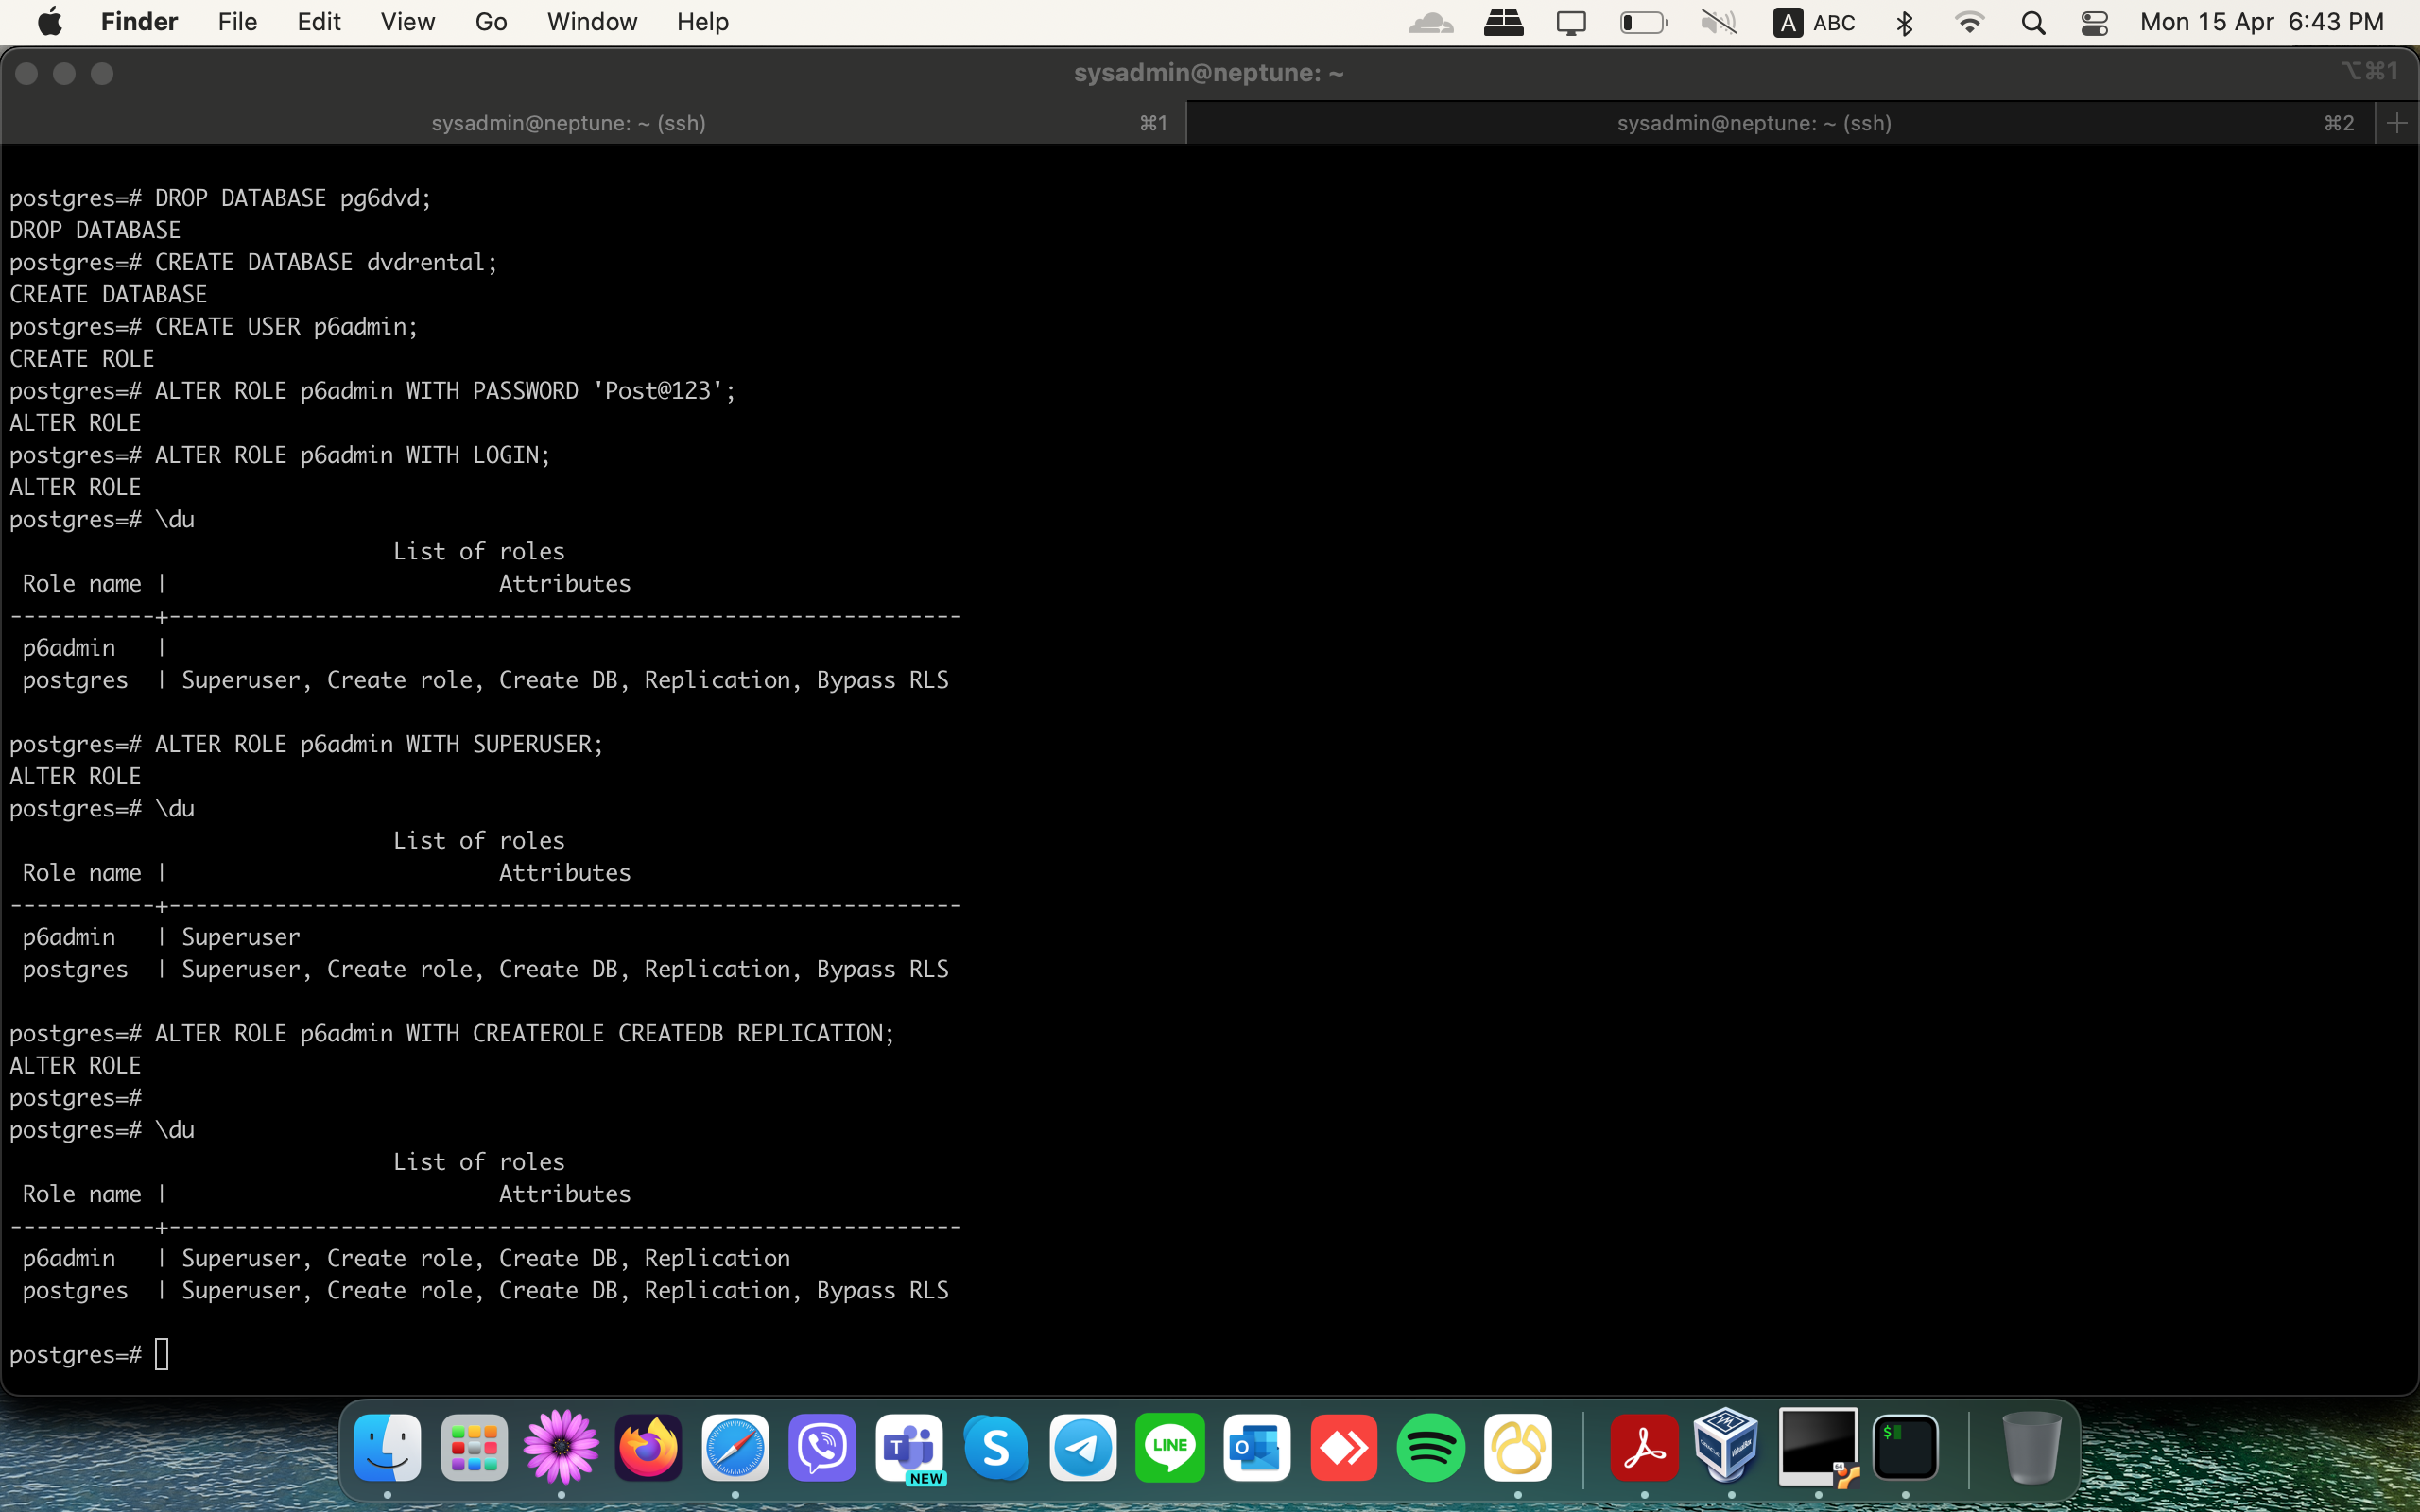 Finder File Edit View Go Window Help A ABC Mon 15 Apr 6:43 PM
sysadmin@neptune: ~ ⌥⌘1
sysadmin@neptune: ~ (ssh) ⌘1 sysadmin@neptune: ~ (ssh) ⌘2
postgres=# DROP DATABASE pg6dvd;
DROP DATABASE
postgres=# CREATE DATABASE dvdrental;
CREATE DATABASE
postgres=# CREATE USER p6admin;
CREATE ROLE
postgres=# ALTER ROLE p6admin WITH PASSWORD 'Post@123';
ALTER ROLE
postgres=# ALTER ROLE p6admin WITH LOGIN;
ALTER ROLE
postgres=# \du
List of roles
Role name | Attributes
-----------+------------------------------------------------------------
p6admin |
postgres | Superuser, Create role, Create DB, Replication, Bypass RLS
postgres=# ALTER ROLE p6admin WITH SUPERUSER;
ALTER ROLE
postgres=# \du
List of roles
Role name | Attributes
-----------+------------------------------------------------------------
p6admin | Superuser
postgres | Superuser, Create role, Create DB, Replication, Bypass RLS
postgres=# ALTER ROLE p6admin WITH CREATEROLE CREATEDB REPLICATION;
ALTER ROLE
postgres=#
postgres=# \du
List of roles
Role name | Attributes
-----------+------------------------------------------------------------
p6admin | Superuser, Create role, Create DB, Replication
postgres | Superuser, Create role, Create DB, Replication, Bypass RLS
postgres=#
T NEW S LINE O $